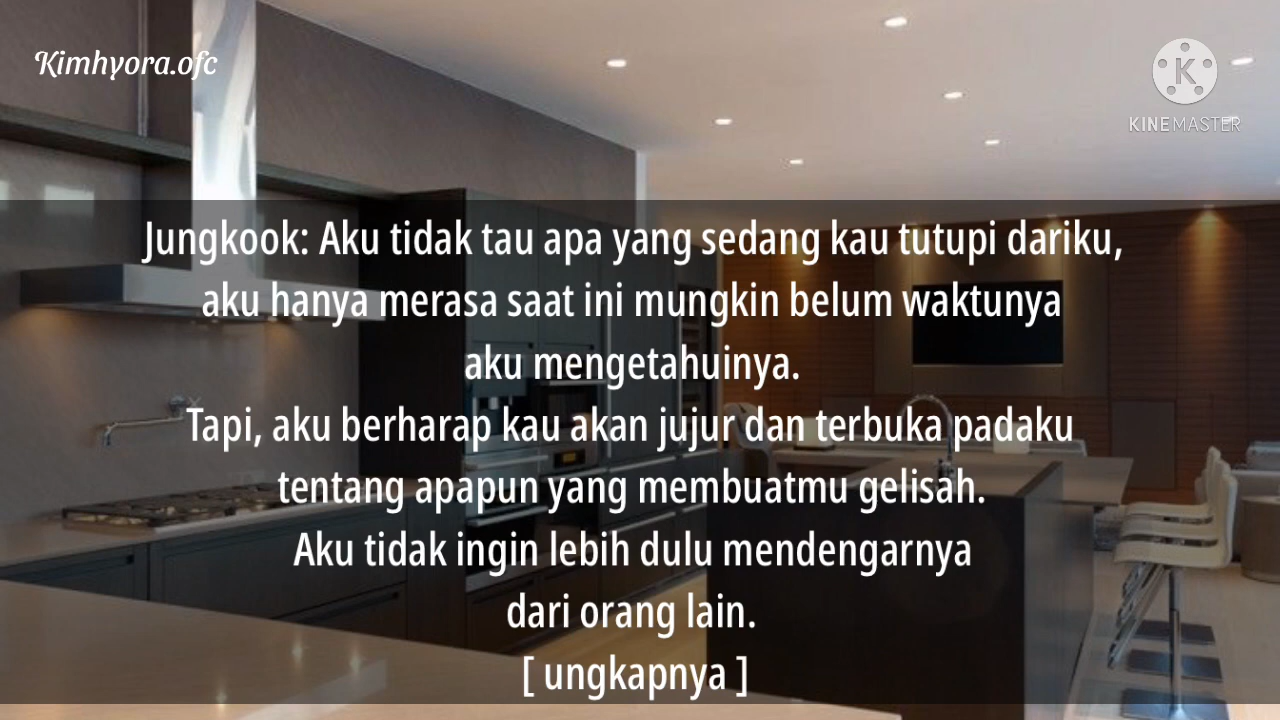 Kimhyora.ofc
K
KINEMASTER
Jungkook: Aku tidak tau apa yang sedang kau tutupi dariku,
aku hanya merasa saat ini mungkin belum waktunya
aku mengetahuinya.
Tapi, aku berharap kau akan jujur dan terbuka padaku
tentang apapun yang membuatmu gelisah.
Aku tidak ingin lebih dulu mendengarnya
dari orang lain.
[ ungkapnya ]